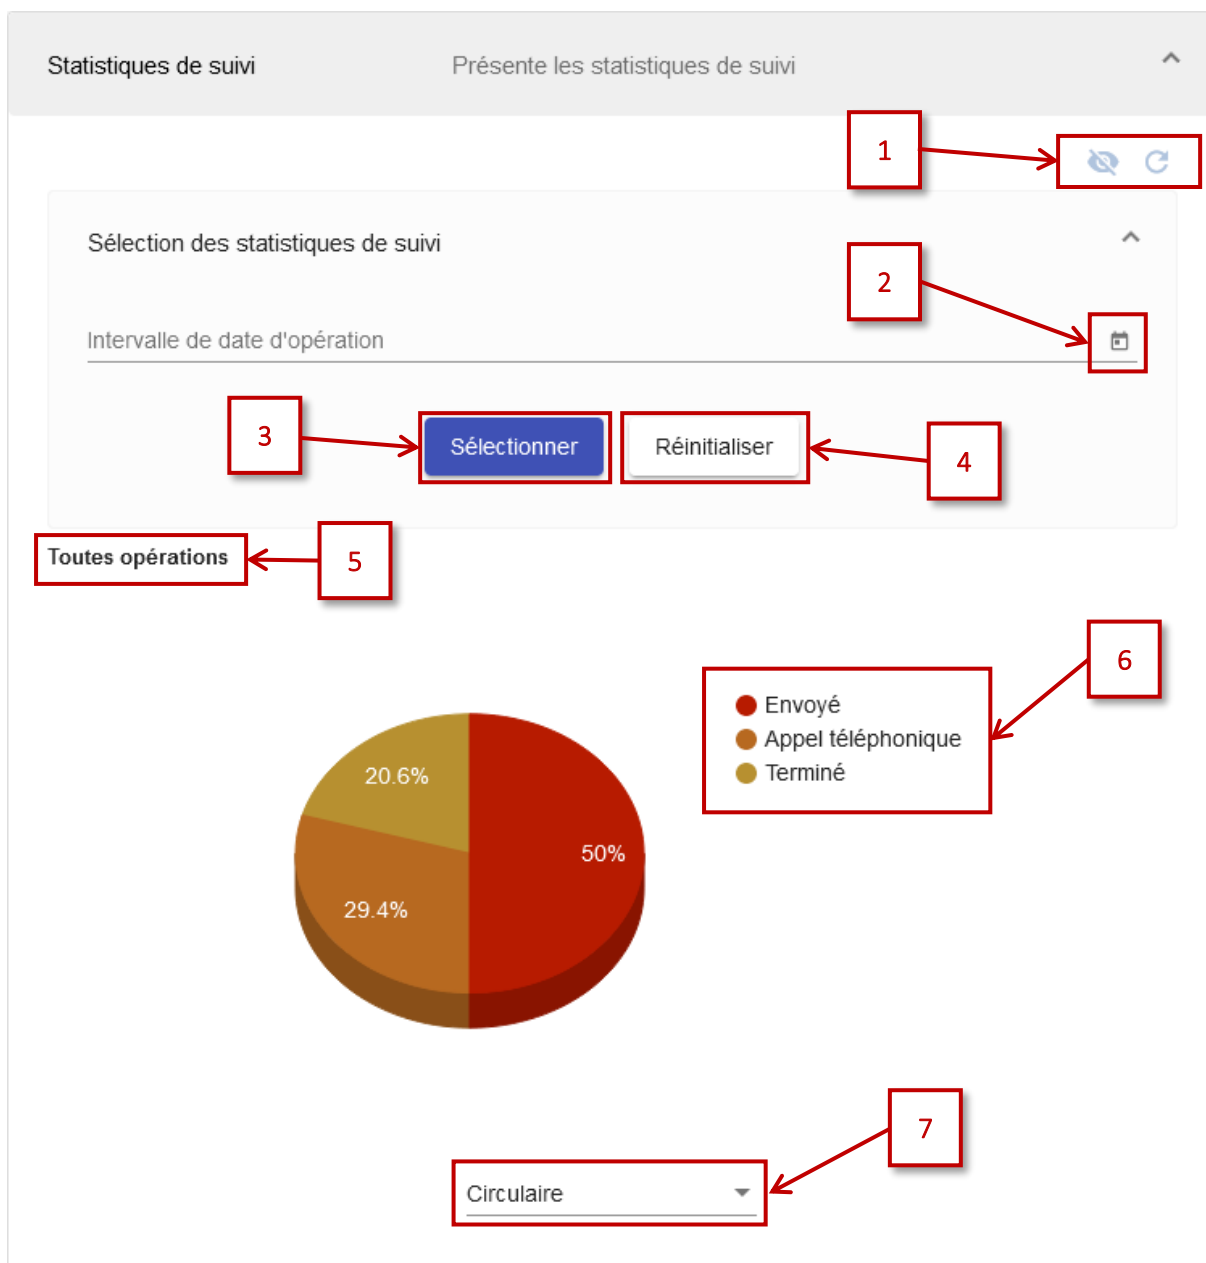 Statistiques de suivi Présente les statistiques de suivi
1
Sélection des statistiques de suivi
2
Intervalle de date d'opération
3
Sélectionner Réinitialiser
4
Toutes opérations
5
6
Envoyé
Appel téléphonique
Terminé
20.6%
50%
29.4%
7
Circulaire